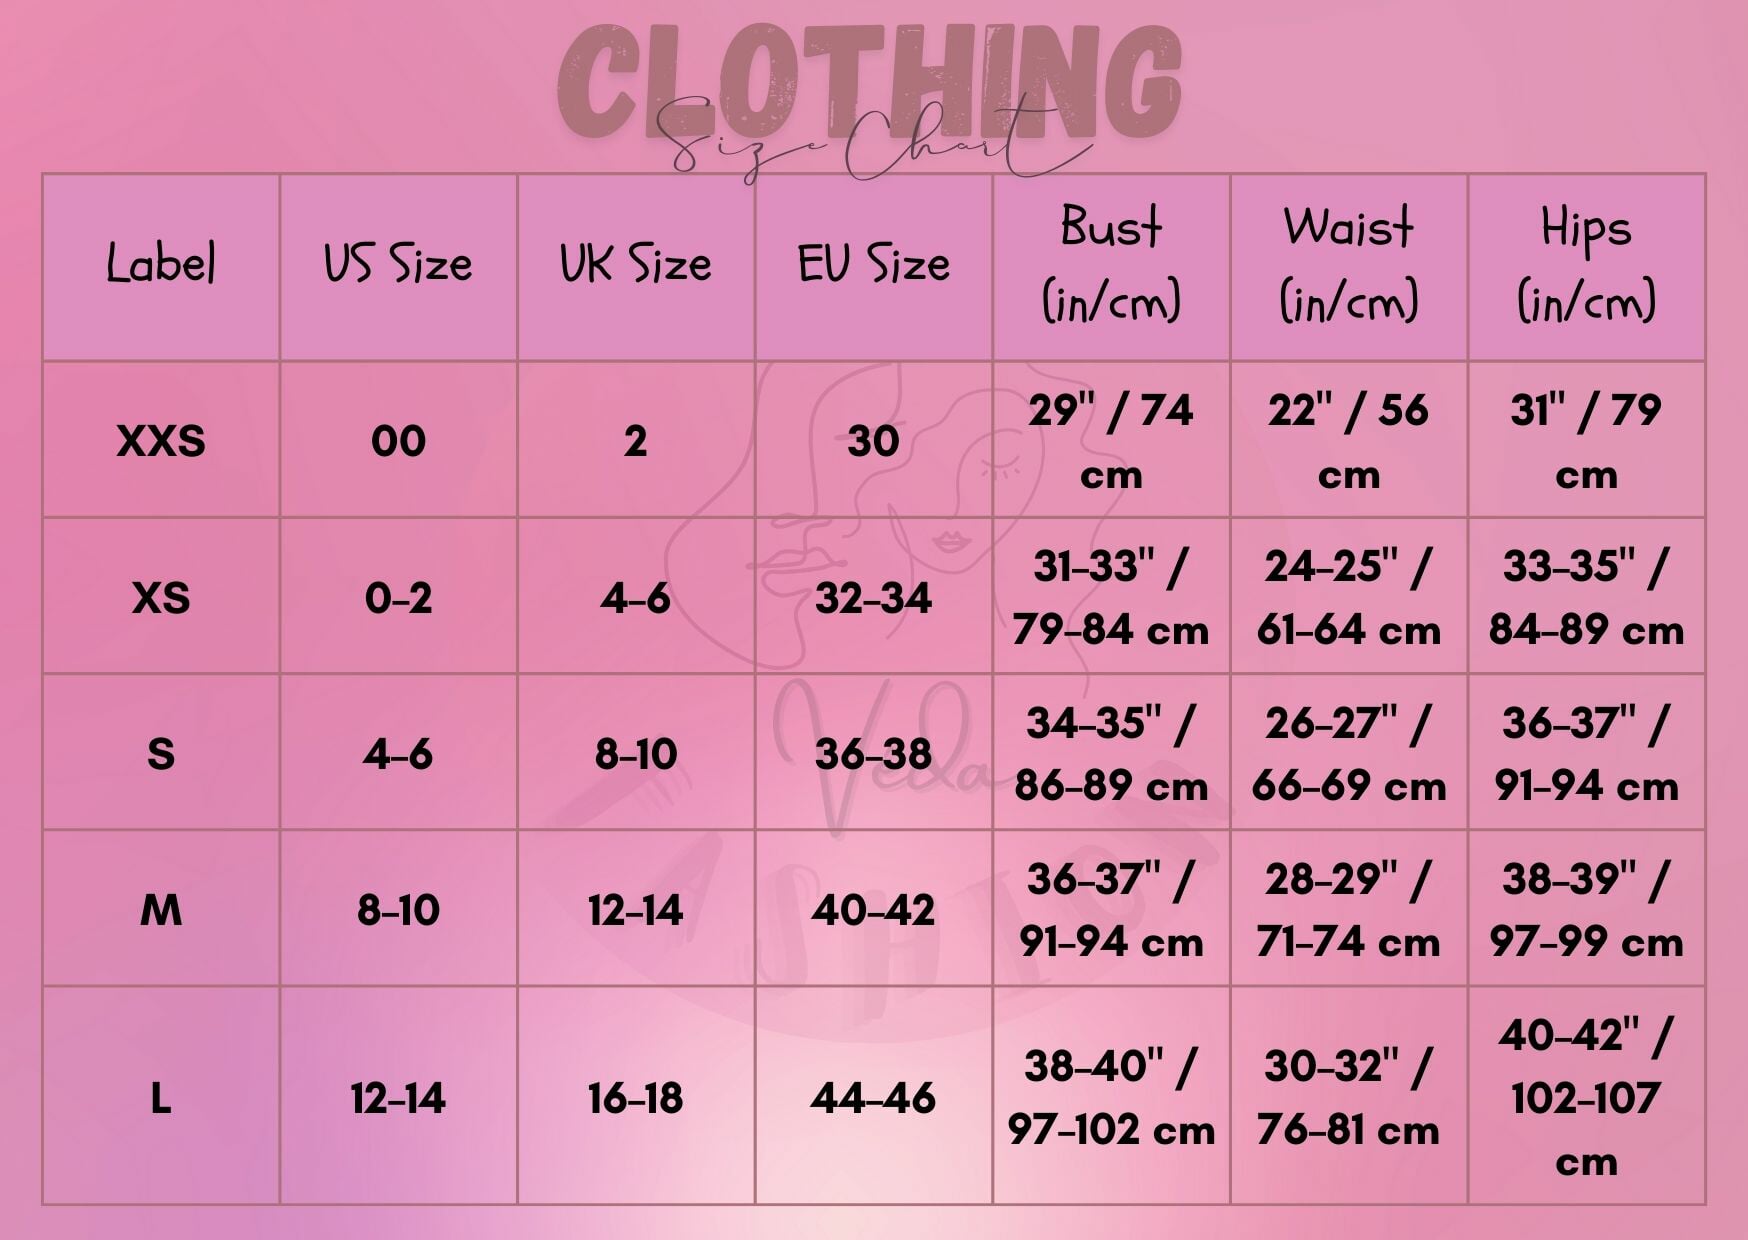 CLOTHING
Size Chart
Label
US Size
UK Size
EU Size
Bust
(in/cm)
Waist
(in/cm)
Hips
(in/cm)
XXS
00
2
30
29" / 74
cm
22" / 56
cm
31" / 79
cm
XS
0–2
4–6
32–34
31–33" /
79–84 cm
24–25" /
61–64 cm
33–35" /
84–89 cm
S
4–6
8–10
36–38
34–35" /
86–89 cm
26–27" /
66–69 cm
36–37" /
91–94 cm
M
8–10
12–14
40–42
36–37" /
91–94 cm
28–29" /
71–74 cm
38–39" /
97–99 cm
L
12–14
16–18
44–46
38–40" /
97–102 cm
30–32" /
76–81 cm
40–42" /
102–107
cm
Veda
FASHION